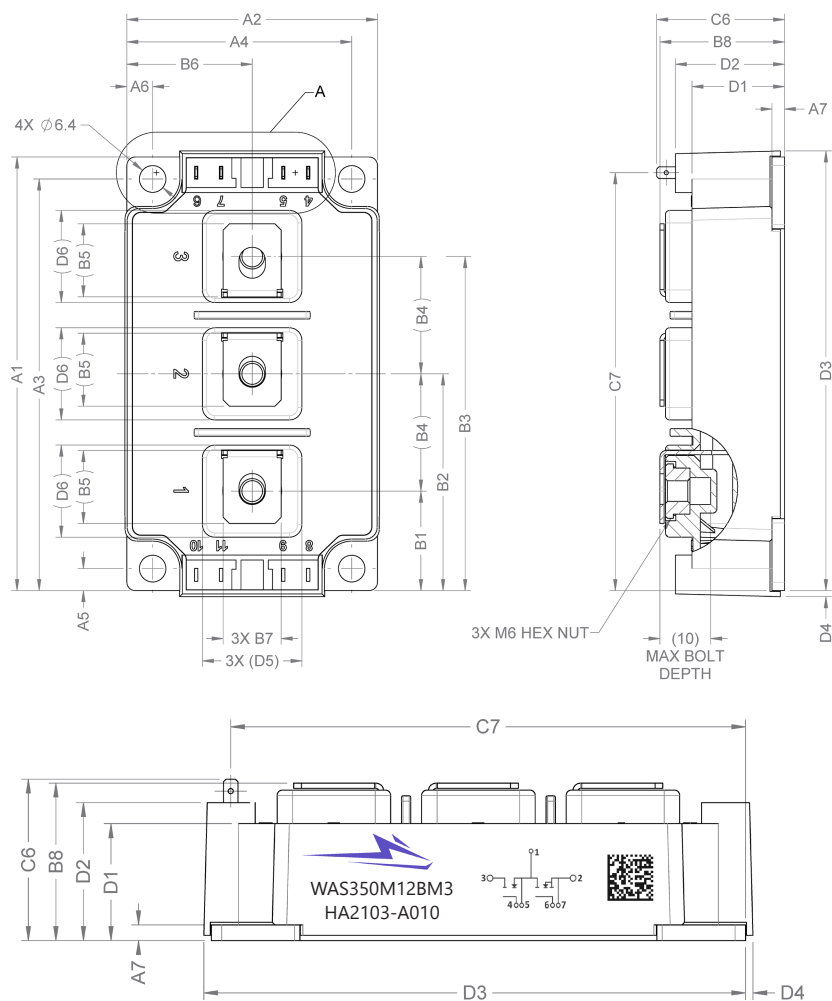 A2
A4
B6
A6
A
4X ∅6.4
6 7 5 4
3
2
1
(D6)
(B5)
(D6)
(B5)
(D6)
(B5)
A1
A3
(B4)
(B4)
B3
B2
B1
10 11 9 8
A5
3X B7
3X (D5)
C6
B8
D2
D1
A7
C7
D3
D4
3X M6 HEX NUT
(10)
MAX BOLT
DEPTH
C7
C6
B8
D2
D1
A7
WAS350M12BM3
HA2103-A010
1
3
2
4 5
6 7
D3
D4